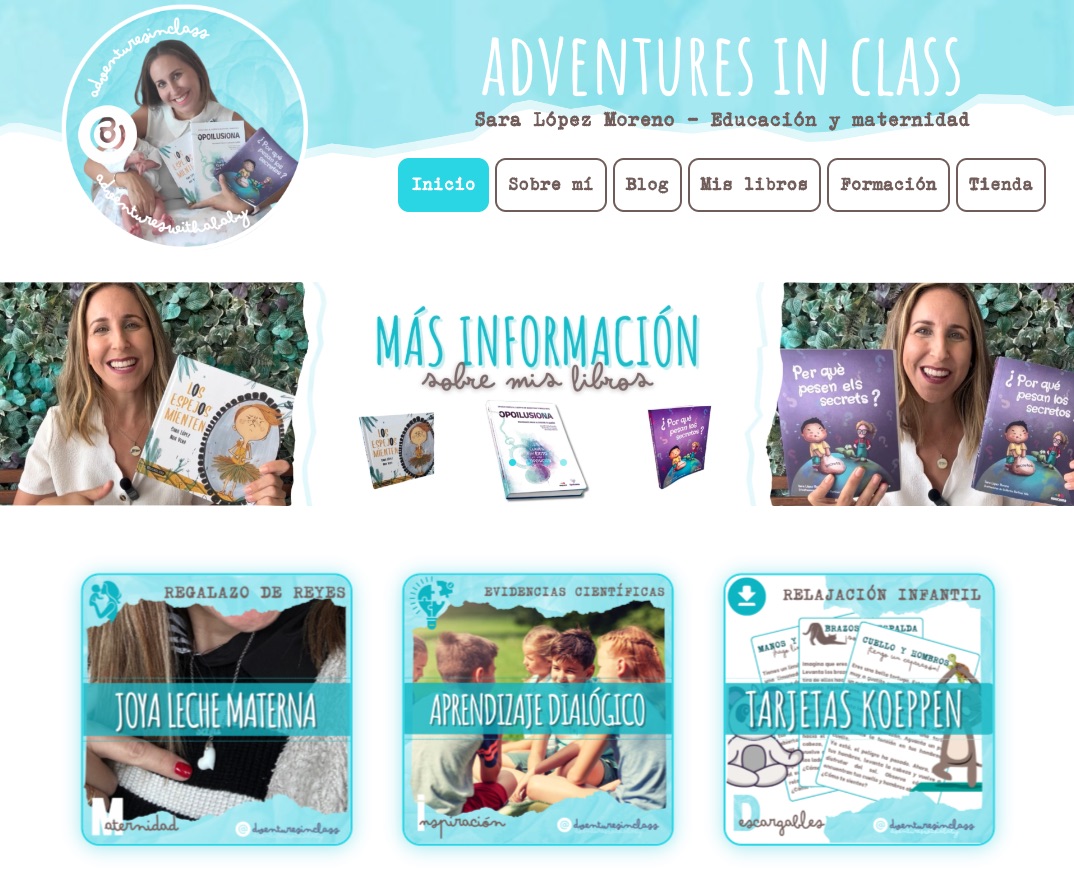 adventuresinclass
ADVENTURES IN CLASS
Sara López Moreno - Educación y maternidad
OPOILUSIONA
¿Por qué pesan los secretos?
adventureswithababy
Inicio
Sobre mí
Blog
Mis libros
Formación
Tienda
LOS
ESPEJOS
MIENTEN
MÁS INFORMACIÓN
sobre mis libros
LOS
ESPEJOS
MIENTEN
OPOILUSIONA
¿Por qué
pesan los
secretos?
Per què
pesen els
secrets?
¿Por qué
pesan los
secretos
REGALAZO DE REYES
JOYA LECHE MATERNA
Maternidad
@dventuresinclass
EVIDENCIAS CIENTÍFICAS
APRENDIZAJE DIALÓGICO
Inspiración
@dventuresinclass
RELAJACIÓN INFANTIL
MANOS Y
BRAZOS
ESPALDA
CUELLO Y HOMBROS
TARJETAS KOEPPEN
Descargables
@dventuresinclass